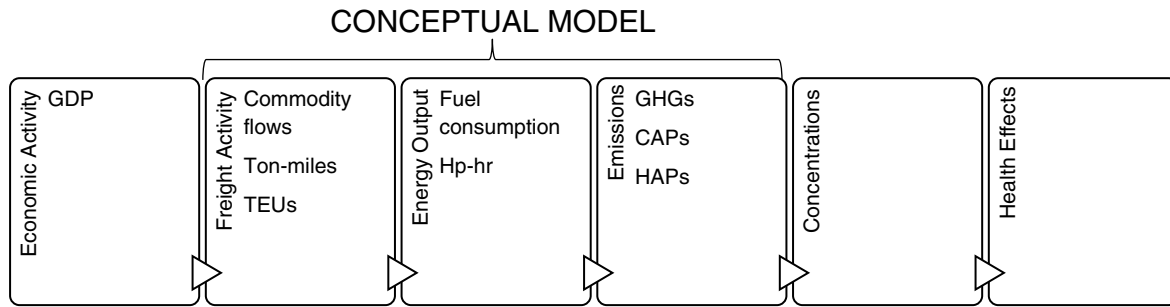 CONCEPTUAL MODEL
Economic Activity
GDP
Freight Activity
Commodity
flows
Ton-miles
TEUs
Energy Output
Fuel
consumption
Hp-hr
Emissions
GHGs
CAPs
HAPs
Concentrations
Health Effects